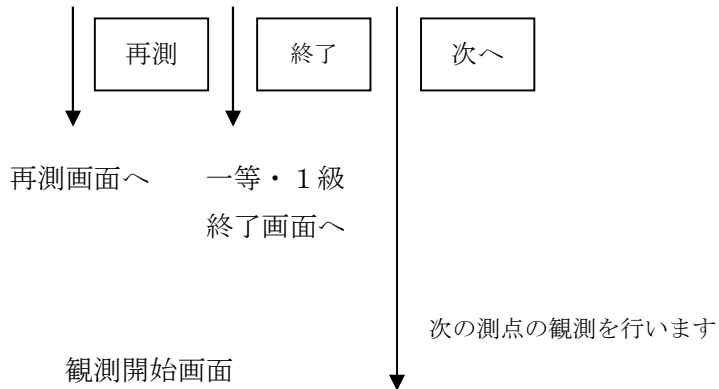 再測
終了
次へ
再測画面へ
一等・１級
終了画面へ
次の測点の観測を行います
観測開始画面